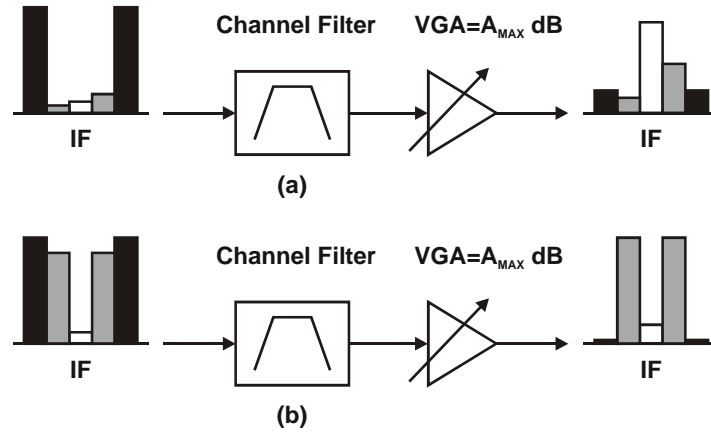 Channel Filter
VGA=A_MAX dB
IF
IF
(a)
Channel Filter
VGA=A_MAX dB
IF
IF
(b)